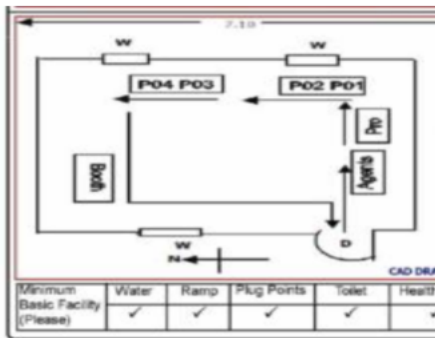 7.10
W
W
P04 P03
P02 P01
Pro
Agents
Booth
W
N
D
CAD DRA
Minimum
Basic Facility
(Please)
Water
Ramp
Plug Points
Toilet
Health
✓
✓
✓
✓
✓